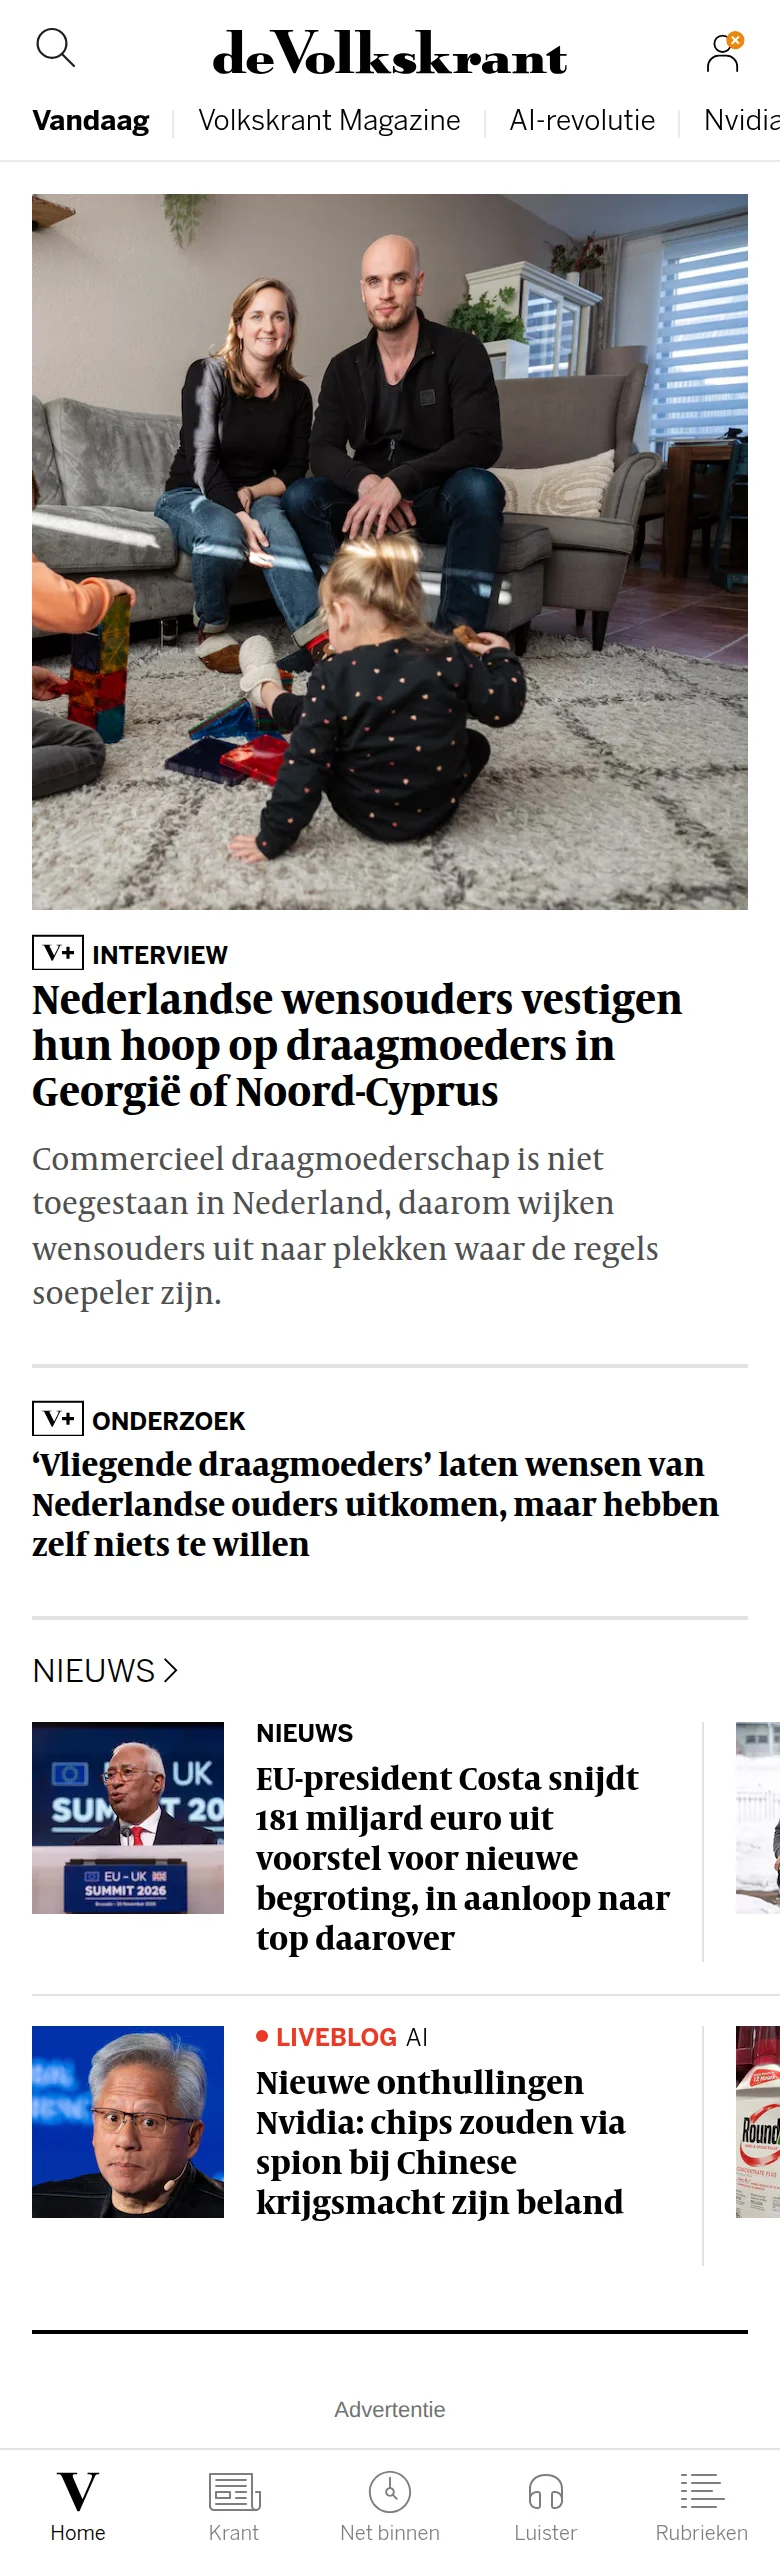 deVolkskrant
Vandaag
Volkskrant Magazine
AI-revolutie
Nvidia
V+ INTERVIEW
Nederlandse wensouders vestigen
hun hoop op draagmoeders in
Georgië of Noord-Cyprus
Commercieel draagmoederschap is niet
toegestaan in Nederland, daarom wijken
wensouders uit naar plekken waar de regels
soepeler zijn.
V+ ONDERZOEK
‘Vliegende draagmoeders’ laten wensen van
Nederlandse ouders uitkomen, maar hebben
zelf niets te willen
NIEUWS
UK
20
EU - UK
SUMMIT 2026
NIEUWS
EU-president Costa snijdt
181 miljard euro uit
voorstel voor nieuwe
begroting, in aanloop naar
top daarover
LIVEBLOG AI
Nieuwe onthullingen
Nvidia: chips zouden via
spion bij Chinese
krijgsmacht zijn beland
Round
Advertentie
V
Home
Krant
Net binnen
Luister
Rubrieken